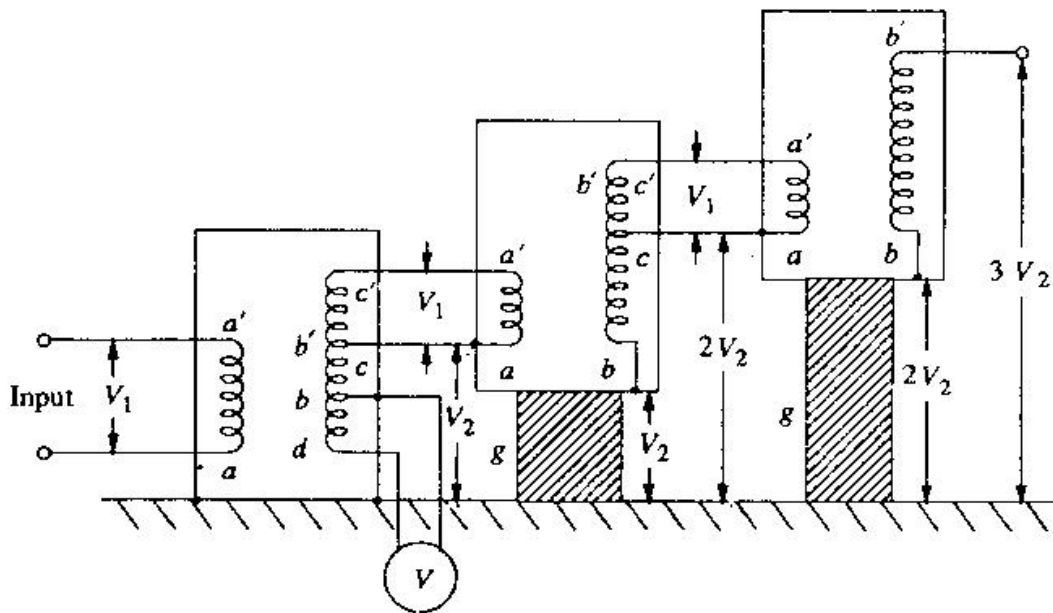 b'
a'
b' c'
V₁
3 V₂
a'
c
a
b
c'
V₁
2 V₂
a'
b'
2 V₂
c
a
b
Input
V₁
b
V₂
g
V₂
g
a
d
V